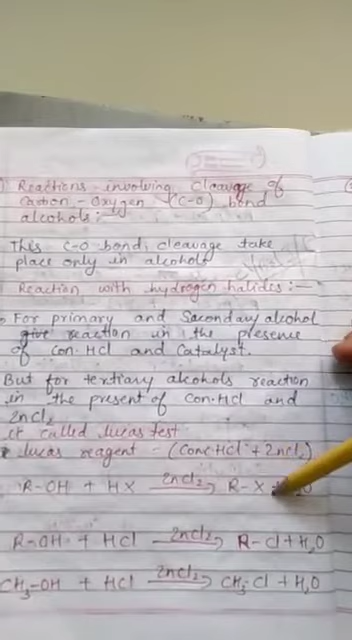 Reactions involving Cleavage of
Carbon - Oxygen (C-O) bond
alcohols:-
This C-O bond, cleavage take
place only in alcohols
Reaction with hydrogen halides:-
For primary and Secondary alcohol
give reaction in the presence
of con. HCl and Catalyst.
But for tertiary alcohols reaction
in the present of Con. HCl and
ZnCl2
it called lucas test
lucas reagent - (Conc HCl + ZnCl2)
R-OH + HX ZnCl2→ R-X +
R-OH + HCl ZnCl2→ R-Cl + H2O
CH3-OH + HCl ZnCl2→ CH3-Cl + H2O